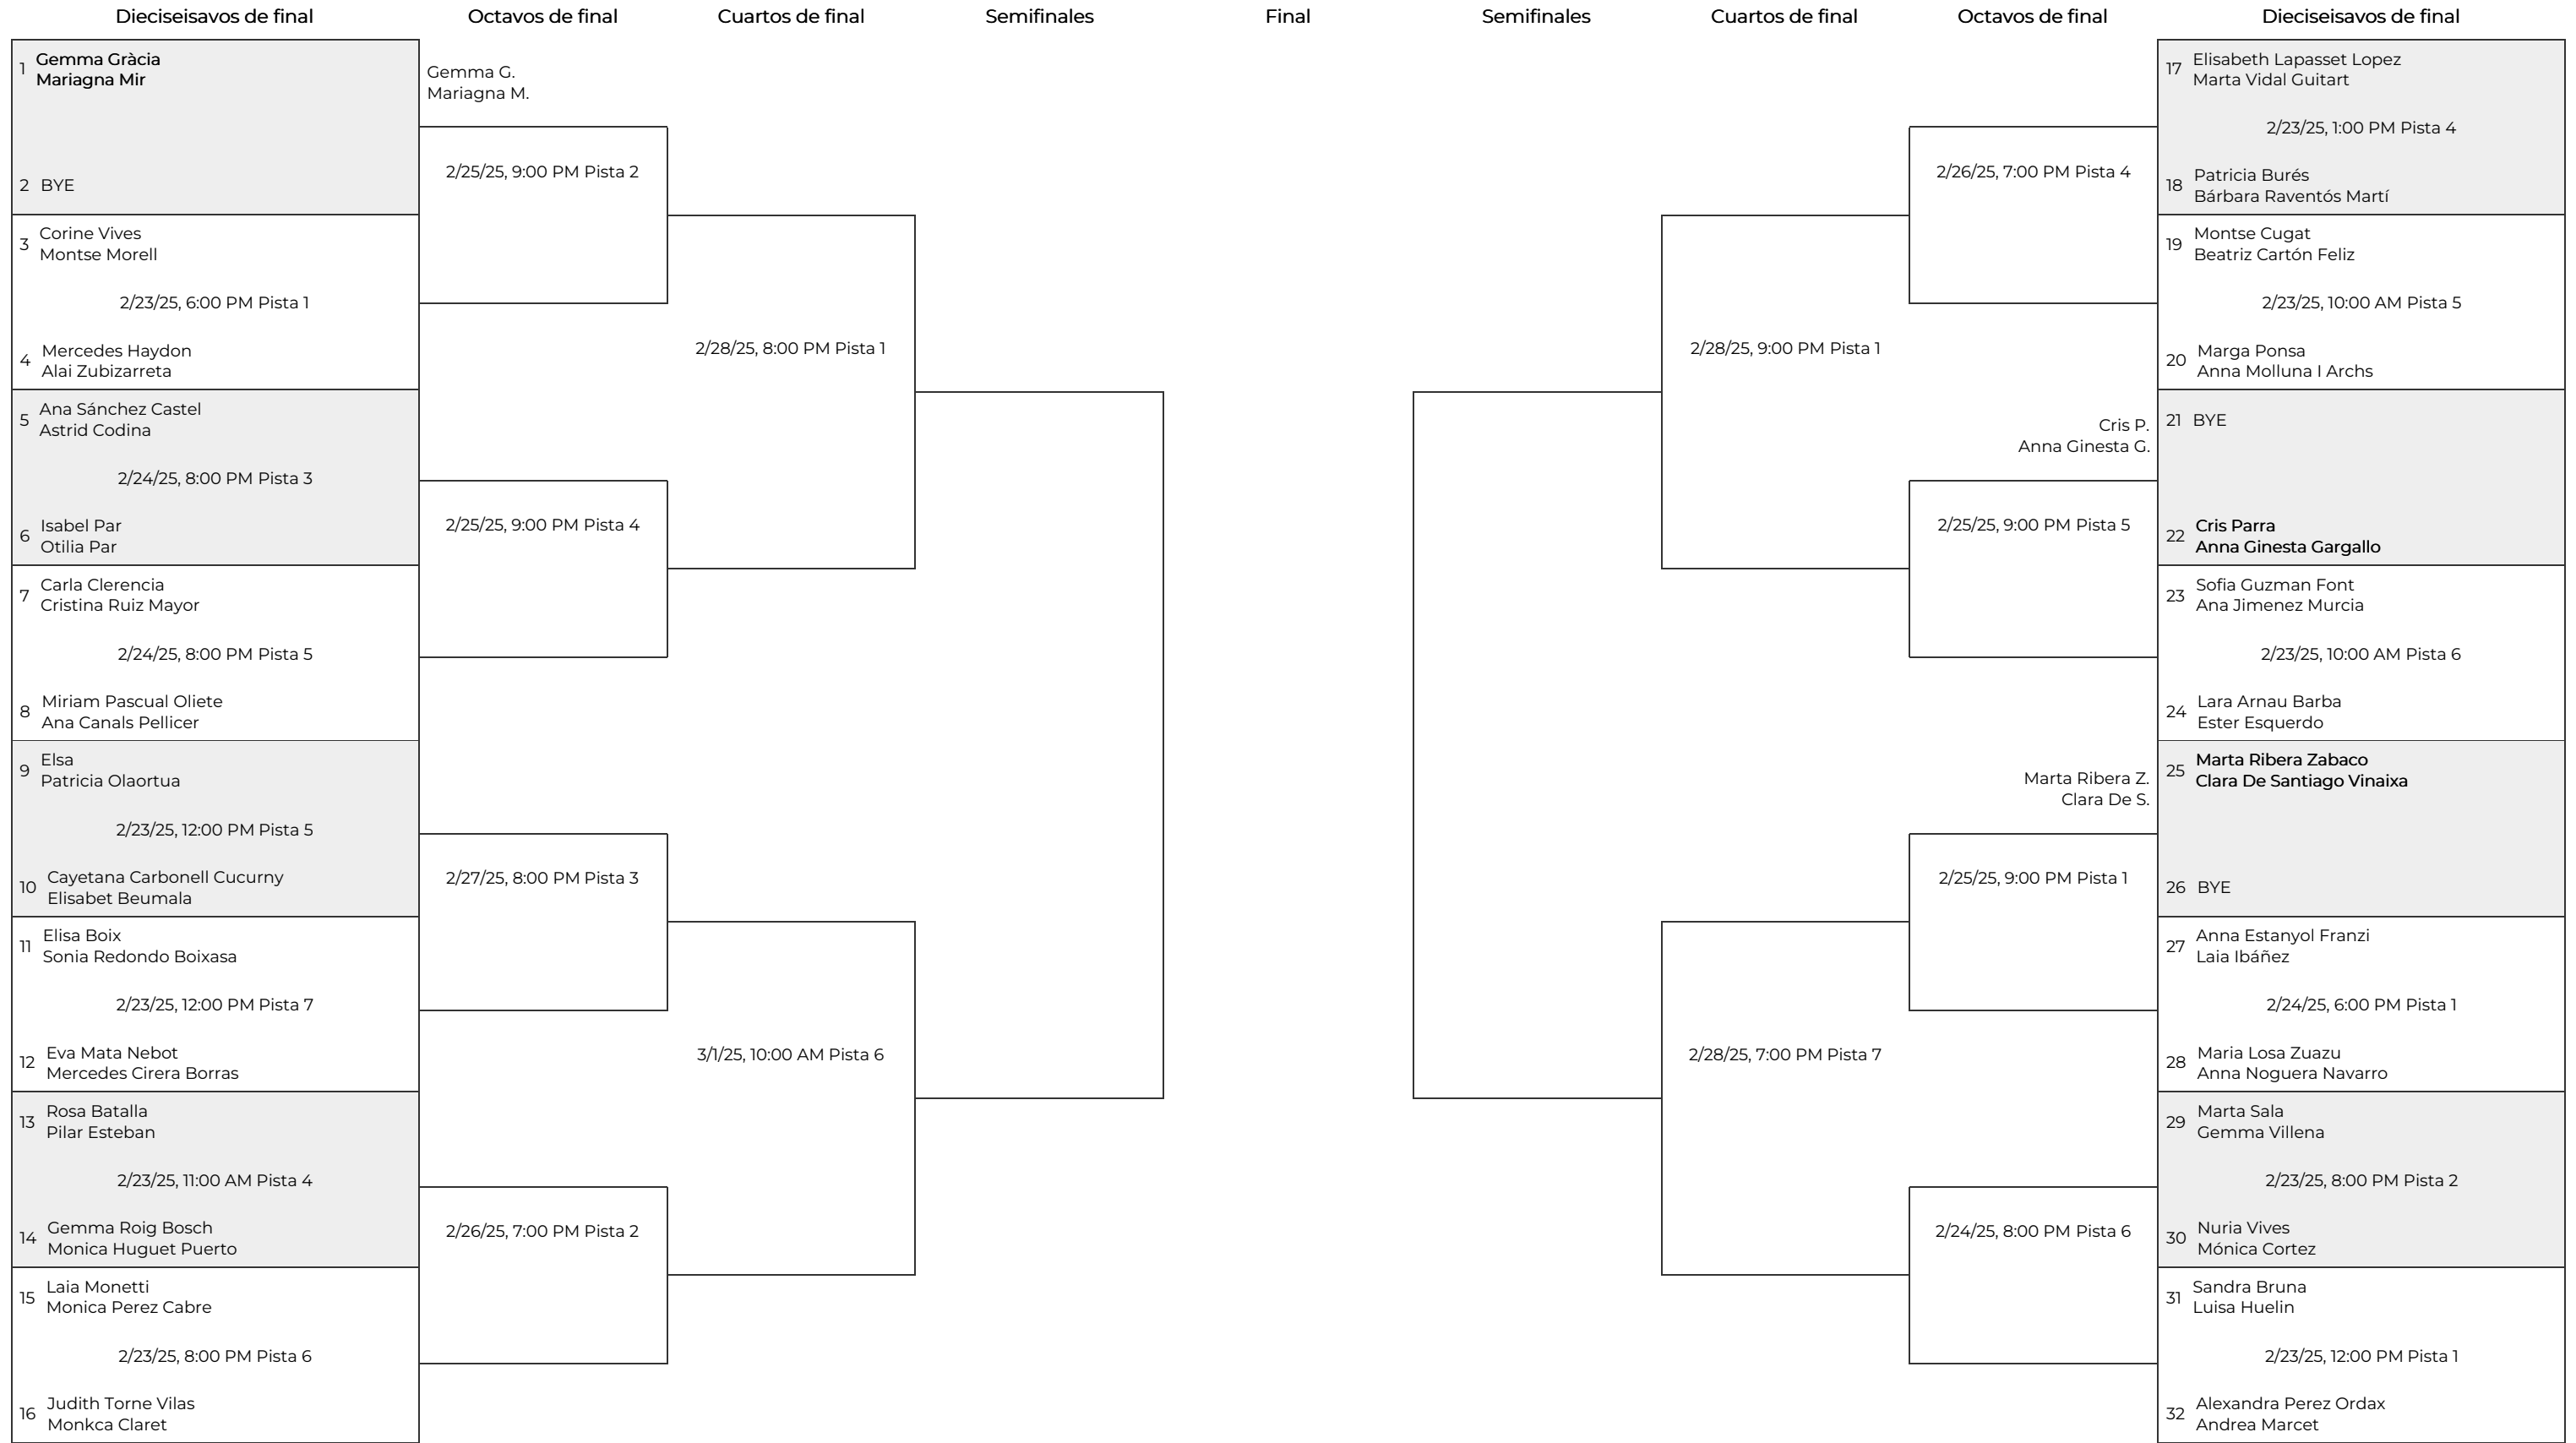 Dieciseisavos de final
Octavos de final
Cuartos de final
Semifinales
Final
Semifinales
Cuartos de final
Octavos de final
Dieciseisavos de final
1 Gemma Gràcia
Mariagna Mir
2 BYE
3 Corine Vives
Montse Morell
2/23/25, 6:00 PM Pista 1
4 Mercedes Haydon
Alai Zubizarreta
5 Ana Sánchez Castel
Astrid Codina
2/24/25, 8:00 PM Pista 3
6 Isabel Par
Otilia Par
7 Carla Clerencia
Cristina Ruiz Mayor
2/24/25, 8:00 PM Pista 5
8 Miriam Pascual Oliete
Ana Canals Pellicer
9 Elsa
Patricia Olaortua
2/23/25, 12:00 PM Pista 5
10 Cayetana Carbonell Cucurny
Elisabet Beumala
11 Elisa Boix
Sonia Redondo Boixasa
2/23/25, 12:00 PM Pista 7
12 Eva Mata Nebot
Mercedes Cirera Borras
13 Rosa Batalla
Pilar Esteban
2/23/25, 11:00 AM Pista 4
14 Gemma Roig Bosch
Monica Huguet Puerto
15 Laia Monetti
Monica Perez Cabre
2/23/25, 8:00 PM Pista 6
16 Judith Torne Vilas
Monkca Claret
Gemma G.
Mariagna M.
2/25/25, 9:00 PM Pista 2
2/25/25, 9:00 PM Pista 4
2/27/25, 8:00 PM Pista 3
2/26/25, 7:00 PM Pista 2
2/28/25, 8:00 PM Pista 1
3/1/25, 10:00 AM Pista 6
2/28/25, 9:00 PM Pista 1
2/28/25, 7:00 PM Pista 7
2/26/25, 7:00 PM Pista 4
Cris P.
Anna Ginesta G.
2/25/25, 9:00 PM Pista 5
Marta Ribera Z.
Clara De S.
2/25/25, 9:00 PM Pista 1
2/24/25, 8:00 PM Pista 6
17 Elisabeth Lapasset Lopez
Marta Vidal Guitart
2/23/25, 1:00 PM Pista 4
18 Patricia Burés
Bárbara Raventós Martí
19 Montse Cugat
Beatriz Cartón Feliz
2/23/25, 10:00 AM Pista 5
20 Marga Ponsa
Anna Molluna I Archs
21 BYE
22 Cris Parra
Anna Ginesta Gargallo
23 Sofia Guzman Font
Ana Jimenez Murcia
2/23/25, 10:00 AM Pista 6
24 Lara Arnau Barba
Ester Esquerdo
25 Marta Ribera Zabaco
Clara De Santiago Vinaixa
26 BYE
27 Anna Estanyol Franzi
Laia Ibáñez
2/24/25, 6:00 PM Pista 1
28 Maria Losa Zuazu
Anna Noguera Navarro
29 Marta Sala
Gemma Villena
2/23/25, 8:00 PM Pista 2
30 Nuria Vives
Mónica Cortez
31 Sandra Bruna
Luisa Huelin
2/23/25, 12:00 PM Pista 1
32 Alexandra Perez Ordax
Andrea Marcet